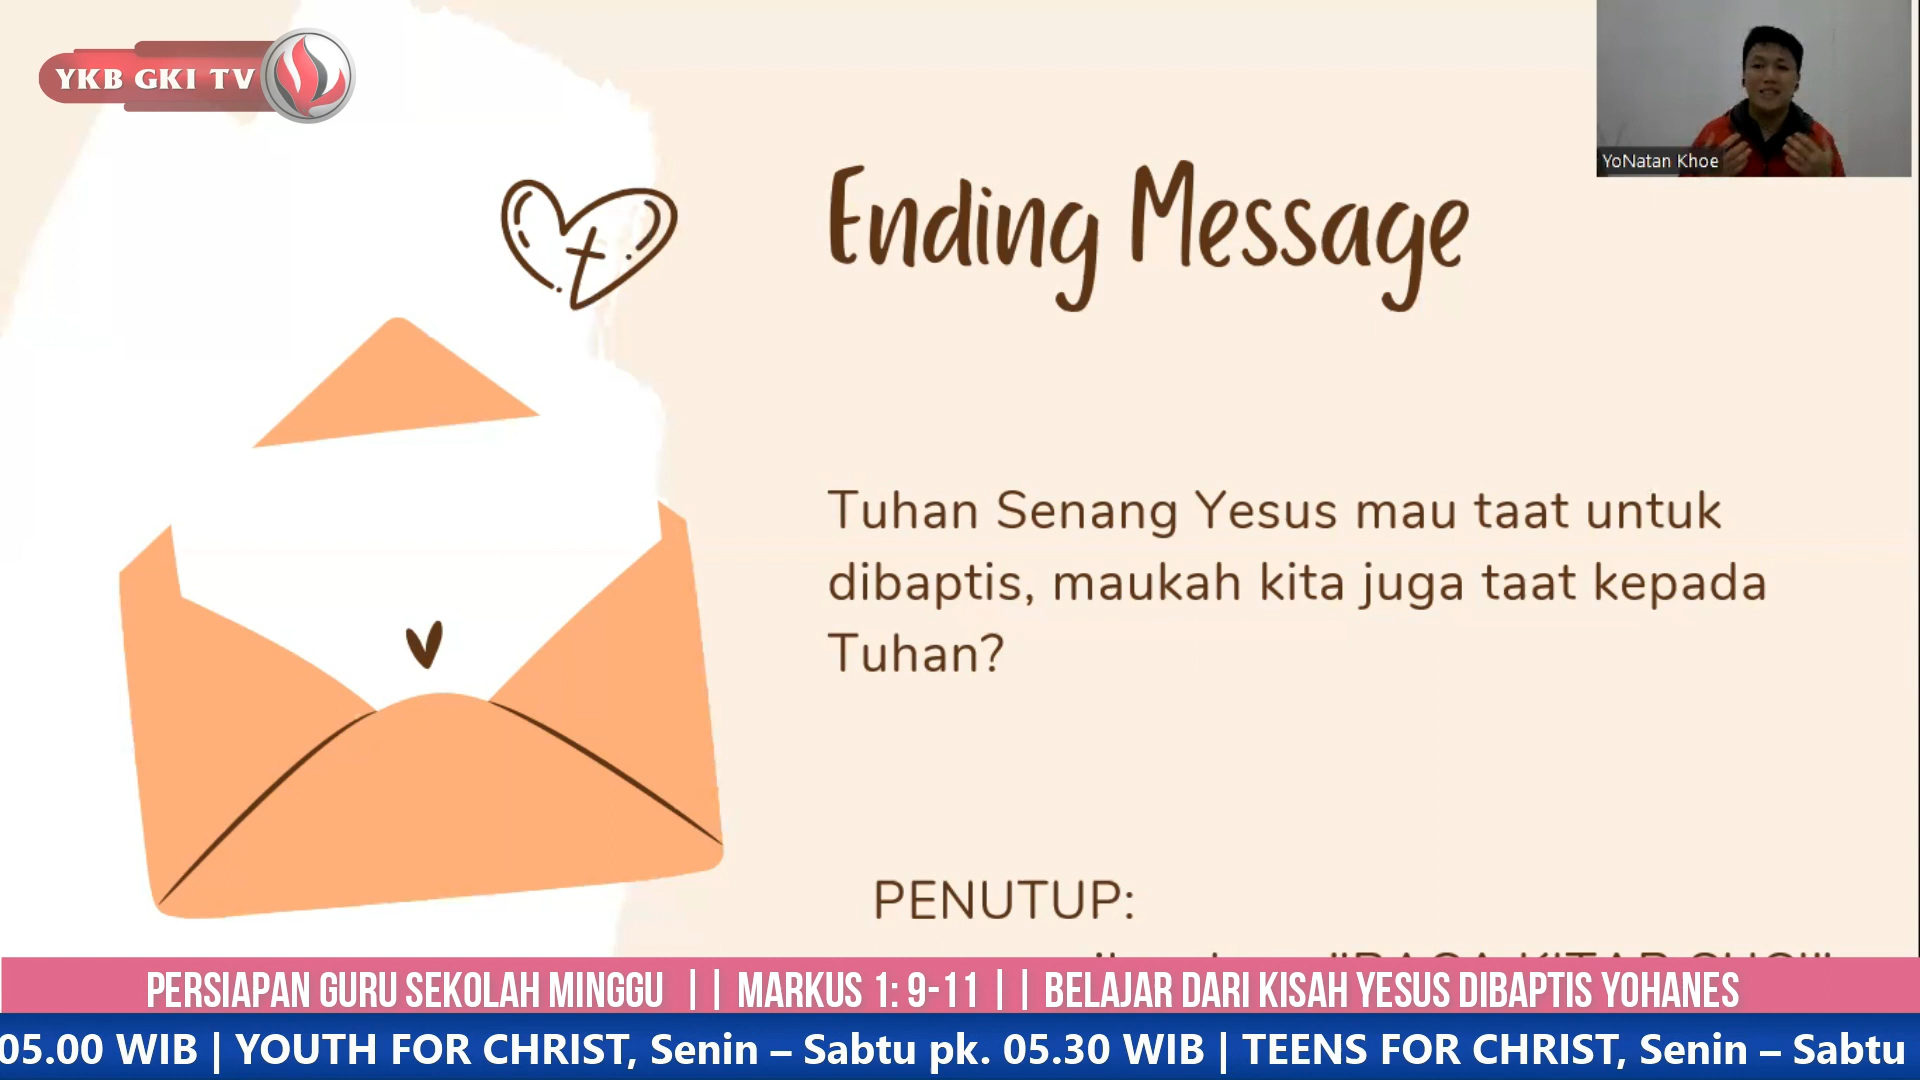 YKB GKI TV
YoNatan Khoe
Ending Message
Tuhan Senang Yesus mau taat untuk
dibaptis, maukah kita juga taat kepada
Tuhan?
PENUTUP:
PERSIAPAN GURU SEKOLAH MINGGU || MARKUS 1: 9-11 || BELAJAR DARI KISAH YESUS DIBAPTIS YOHANES
05.00 WIB | YOUTH FOR CHRIST, Senin – Sabtu pk. 05.30 WIB | TEENS FOR CHRIST, Senin – Sabtu